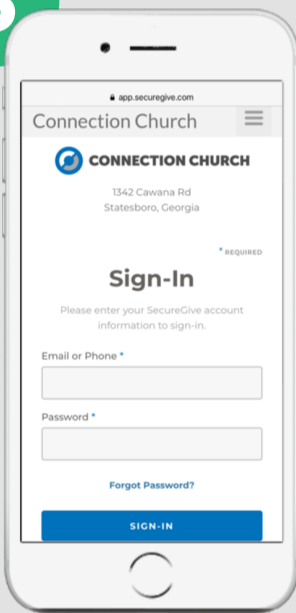 app.securegive.com
Connection Church
CONNECTION CHURCH
1342 Cawana Rd
Statesboro, Georgia
* REQUIRED
Sign-In
Please enter your SecureGive account
information to sign-in.
Email or Phone *
Password *
Forgot Password?
SIGN-IN